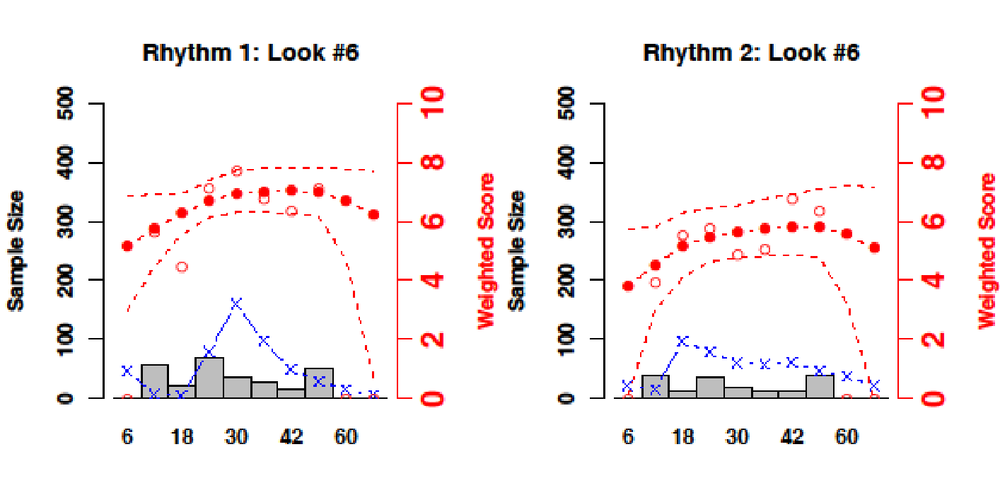 Rhythm 1: Look #6
Sample Size
0 100 200 300 400 500
6 18 30 42 60
0 2 4 6 8 10
Weighted Score
Rhythm 2: Look #6
Sample Size
0 100 200 300 400 500
6 18 30 42 60
0 2 4 6 8 10
Weighted Score